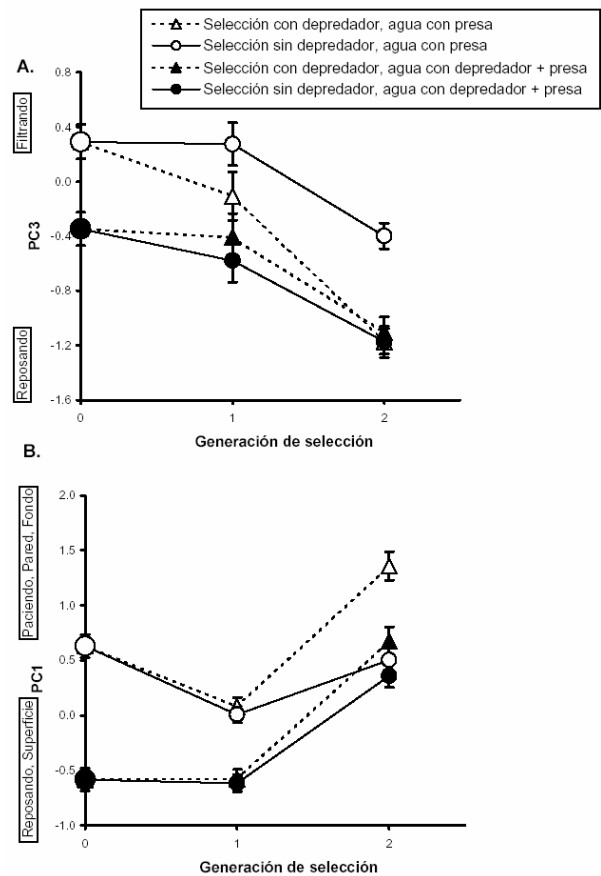 Selección con depredador, agua con presa
Selección sin depredador, agua con presa
Selección con depredador, agua con depredador + presa
Selección sin depredador, agua con depredador + presa
A.
Filtrando
PC3
Reposando
0.8
0.4
0.0
-0.4
-0.8
-1.2
-1.6
0 1 2
Generación de selección
B.
Paciendo, Pared, Fondo
PC1
Reposando, Superficie
2.0
1.5
1.0
0.5
0.0
-0.5
-1.0
0 1 2
Generación de selección